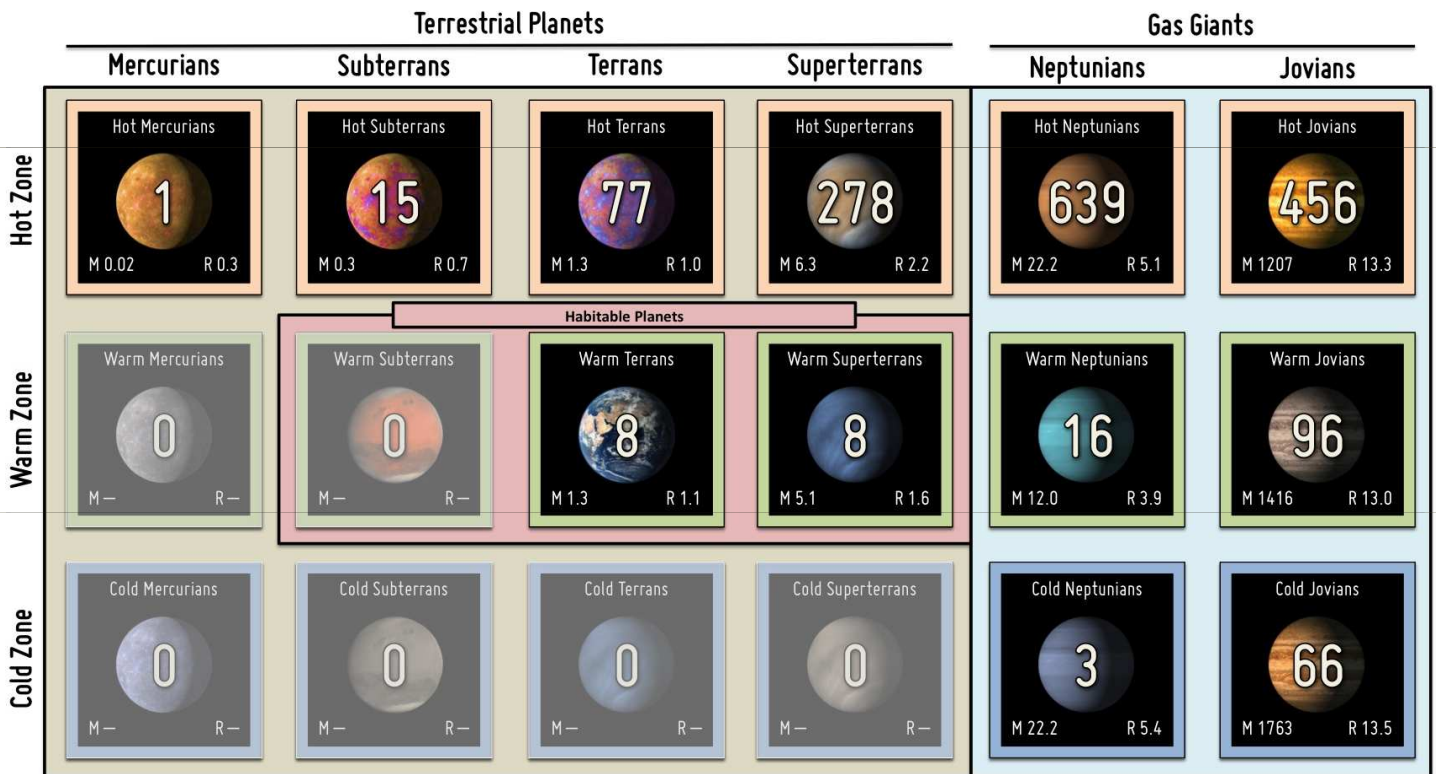 Terrestrial Planets
Gas Giants
Mercurians Subterrans Terrans Superterrans Neptunians Jovians
Hot Zone
Hot Mercurians
1
M 0.02 R 0.3
Hot Subterrans
15
M 0.3 R 0.7
Hot Terrans
77
M 1.3 R 1.0
Hot Superterrans
278
M 6.3 R 2.2
Hot Neptunians
639
M 22.2 R 5.1
Hot Jovians
456
M 1207 R 13.3
Habitable Planets
Warm Zone
Warm Mercurians
0
M — R —
Warm Subterrans
0
M — R —
Warm Terrans
8
M 1.3 R 1.1
Warm Superterrans
8
M 5.1 R 1.6
Warm Neptunians
16
M 12.0 R 3.9
Warm Jovians
96
M 1416 R 13.0
Cold Zone
Cold Mercurians
0
M — R —
Cold Subterrans
0
M — R —
Cold Terrans
0
M — R —
Cold Superterrans
0
M — R —
Cold Neptunians
3
M 22.2 R 5.4
Cold Jovians
66
M 1763 R 13.5